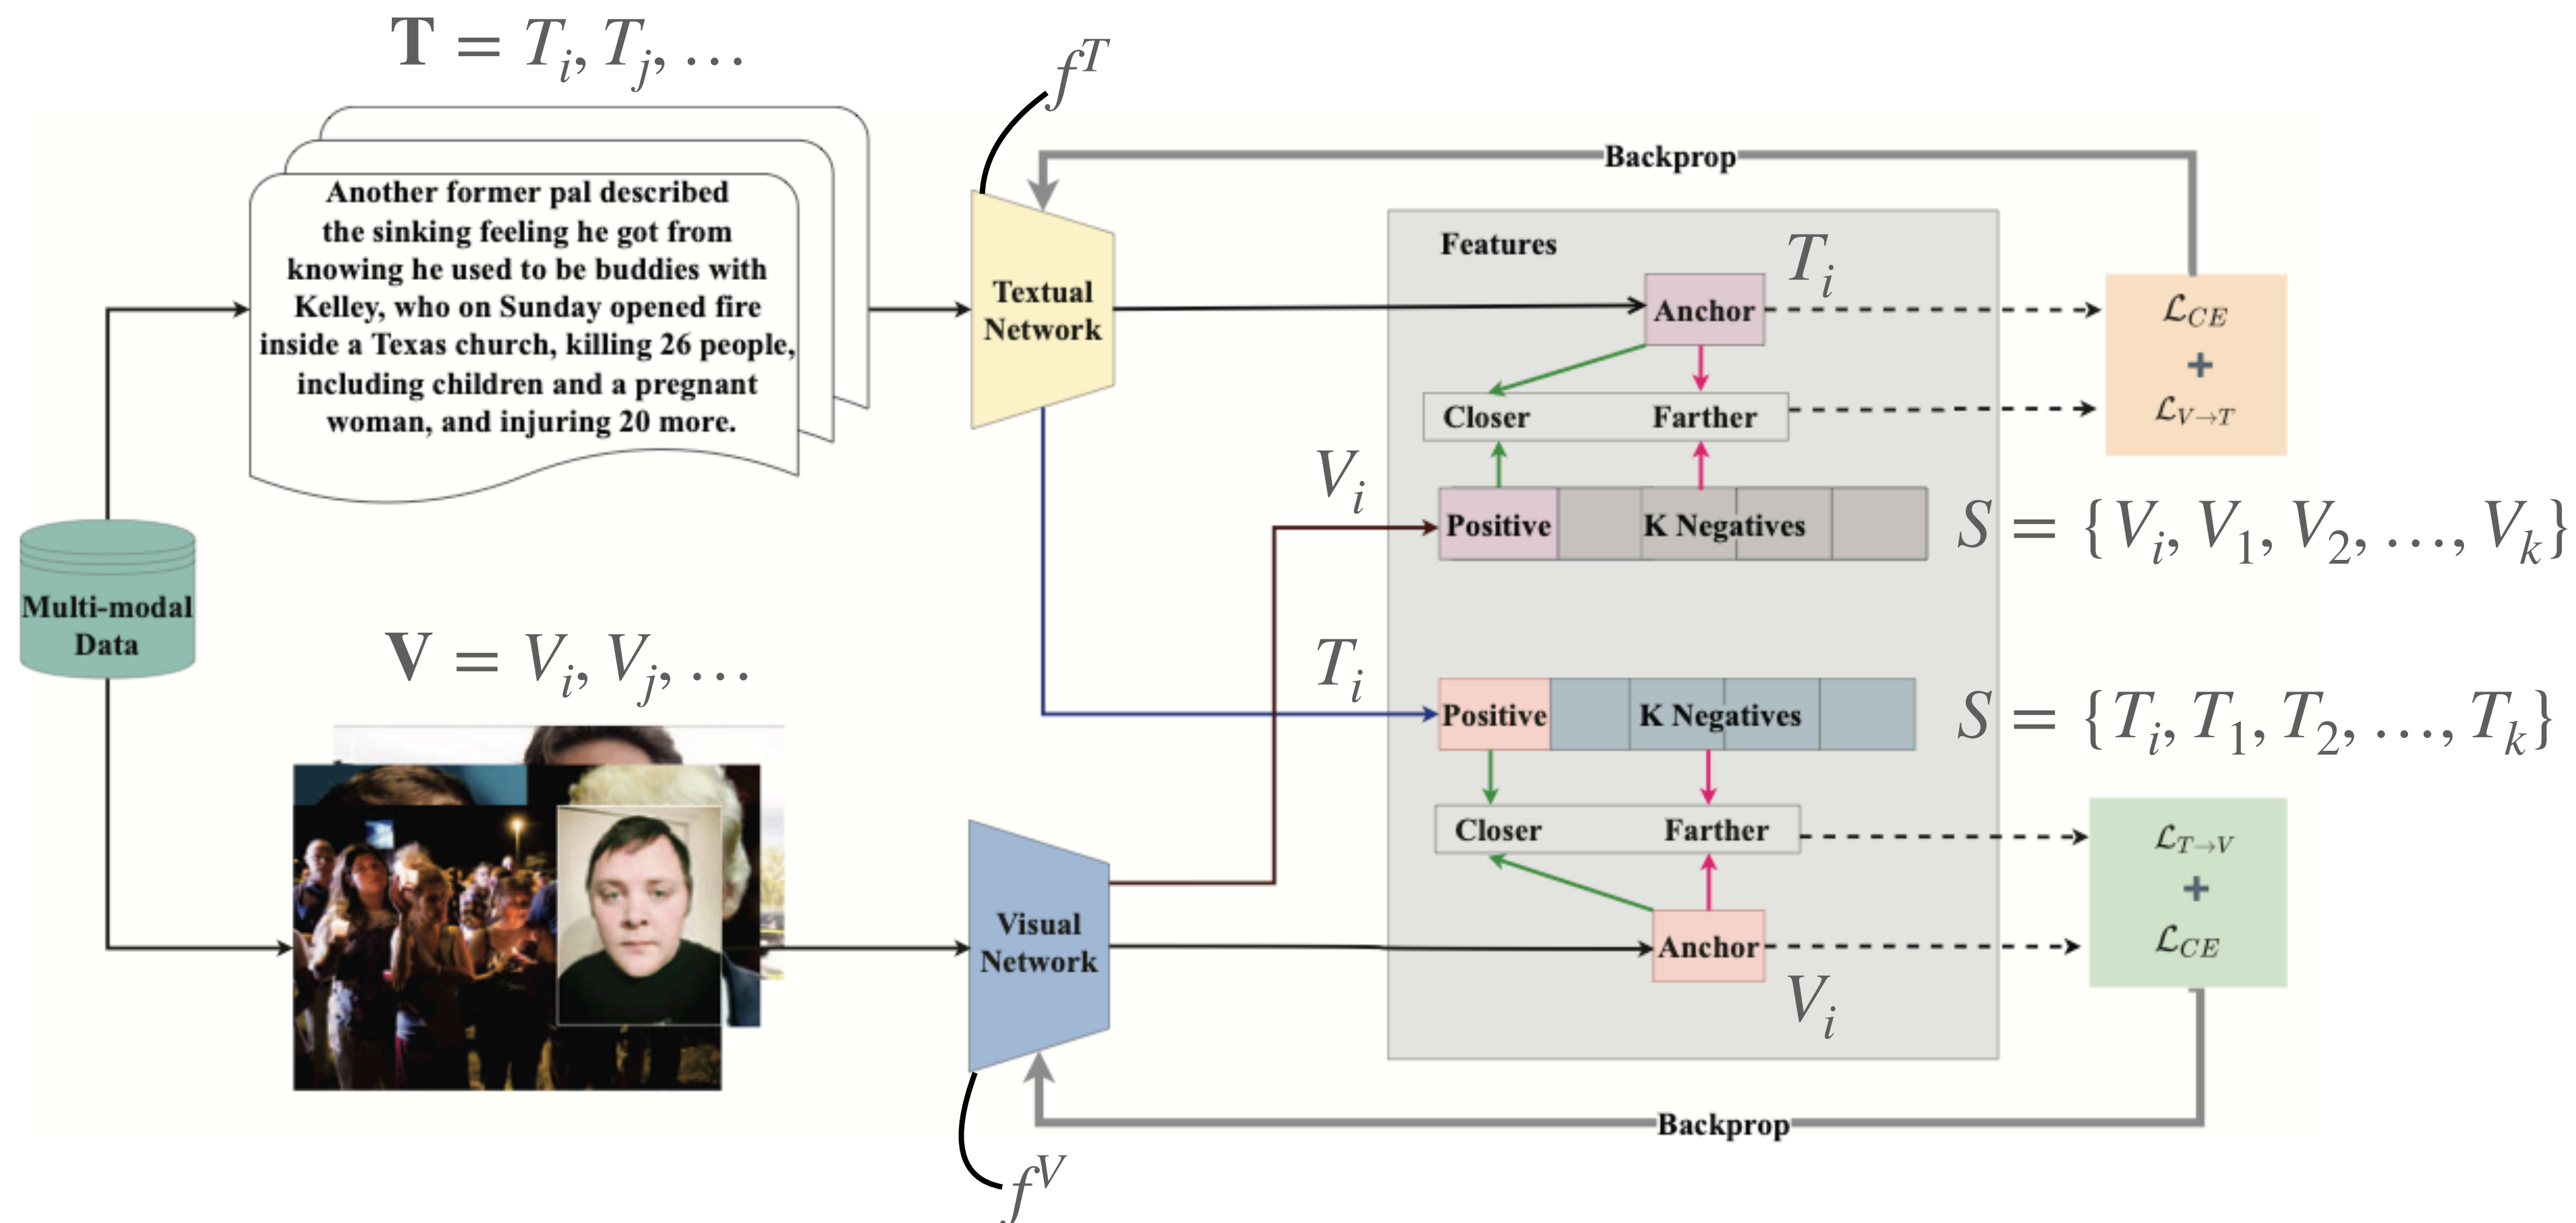 T = T_i, T_j, …
f^T
Backprop
Another former pal described
the sinking feeling he got from
knowing he used to be buddies with
Kelley, who on Sunday opened fire
inside a Texas church, killing 26 people,
including children and a pregnant
woman, and injuring 20 more.
Textual
Network
Features
T_i
Anchor
Closer Farther
ℒ_CE
+
ℒ_V→T
V_i
Positive K Negatives
S = {V_i, V_1, V_2, …, V_k}
Multi-modal
Data
V = V_i, V_j, …
T_i
Positive K Negatives
S = {T_i, T_1, T_2, …, T_k}
Closer Farther
ℒ_T→V
+
ℒ_CE
Visual
Network
Anchor
V_i
Backprop
f^V